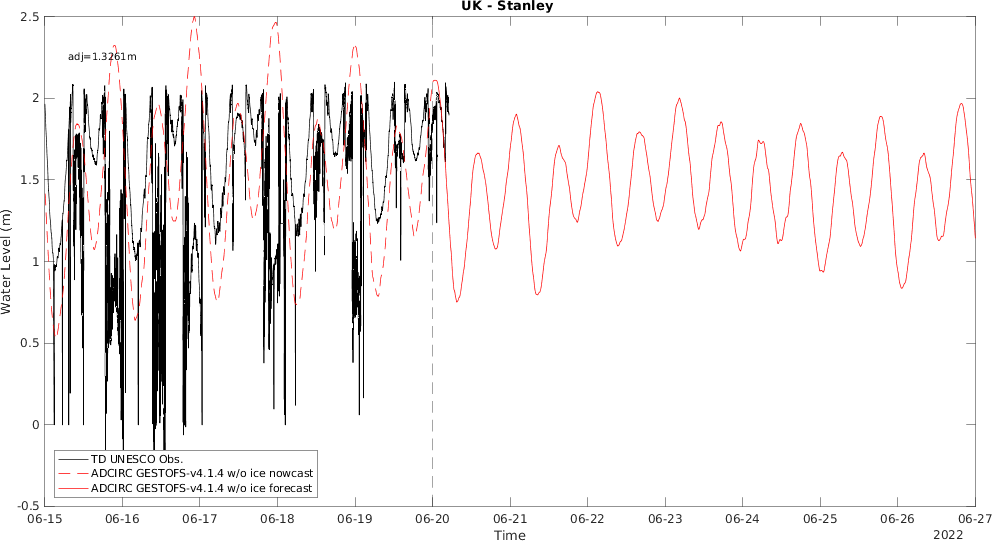 UK - Stanley
adj=1.3261m
2.5
2
1.5
1
0.5
0
-0.5
Water Level (m)
TD UNESCO Obs.
ADCIRC GESTOFS-v4.1.4 w/o ice nowcast
ADCIRC GESTOFS-v4.1.4 w/o ice forecast
06-15 06-16 06-17 06-18 06-19 06-20 06-21 06-22 06-23 06-24 06-25 06-26 06-27
Time
2022